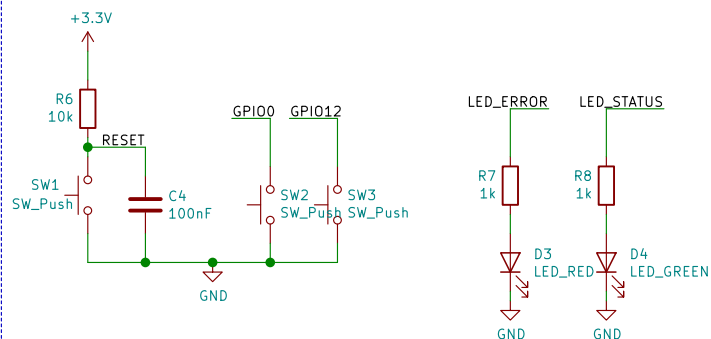 +3.3V
R6
10k
RESET
SW1
SW_Push
C4
100nF
GPIO0
GPIO12
SW2
SW_Push
SW3
SW_Push
GND
LED_ERROR
LED_STATUS
R7
1k
R8
1k
D3
LED_RED
D4
LED_GREEN
GND
GND